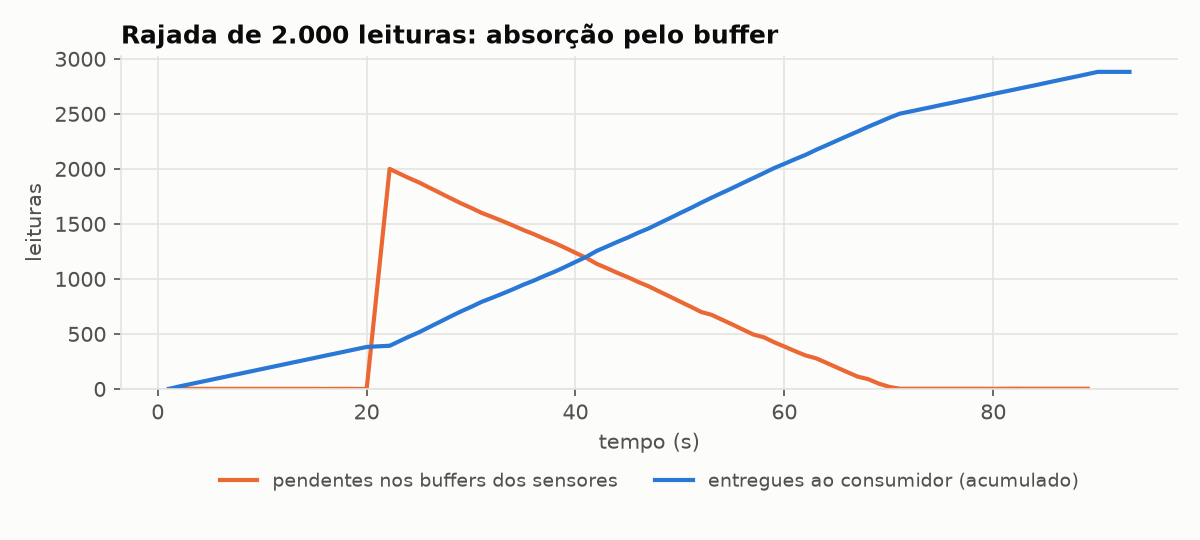 Rajada de 2.000 leituras: absorção pelo buffer
3000
2500
2000
1500
1000
500
0
leituras
0 20 40 60 80
tempo (s)
pendentes nos buffers dos sensores
entregues ao consumidor (acumulado)